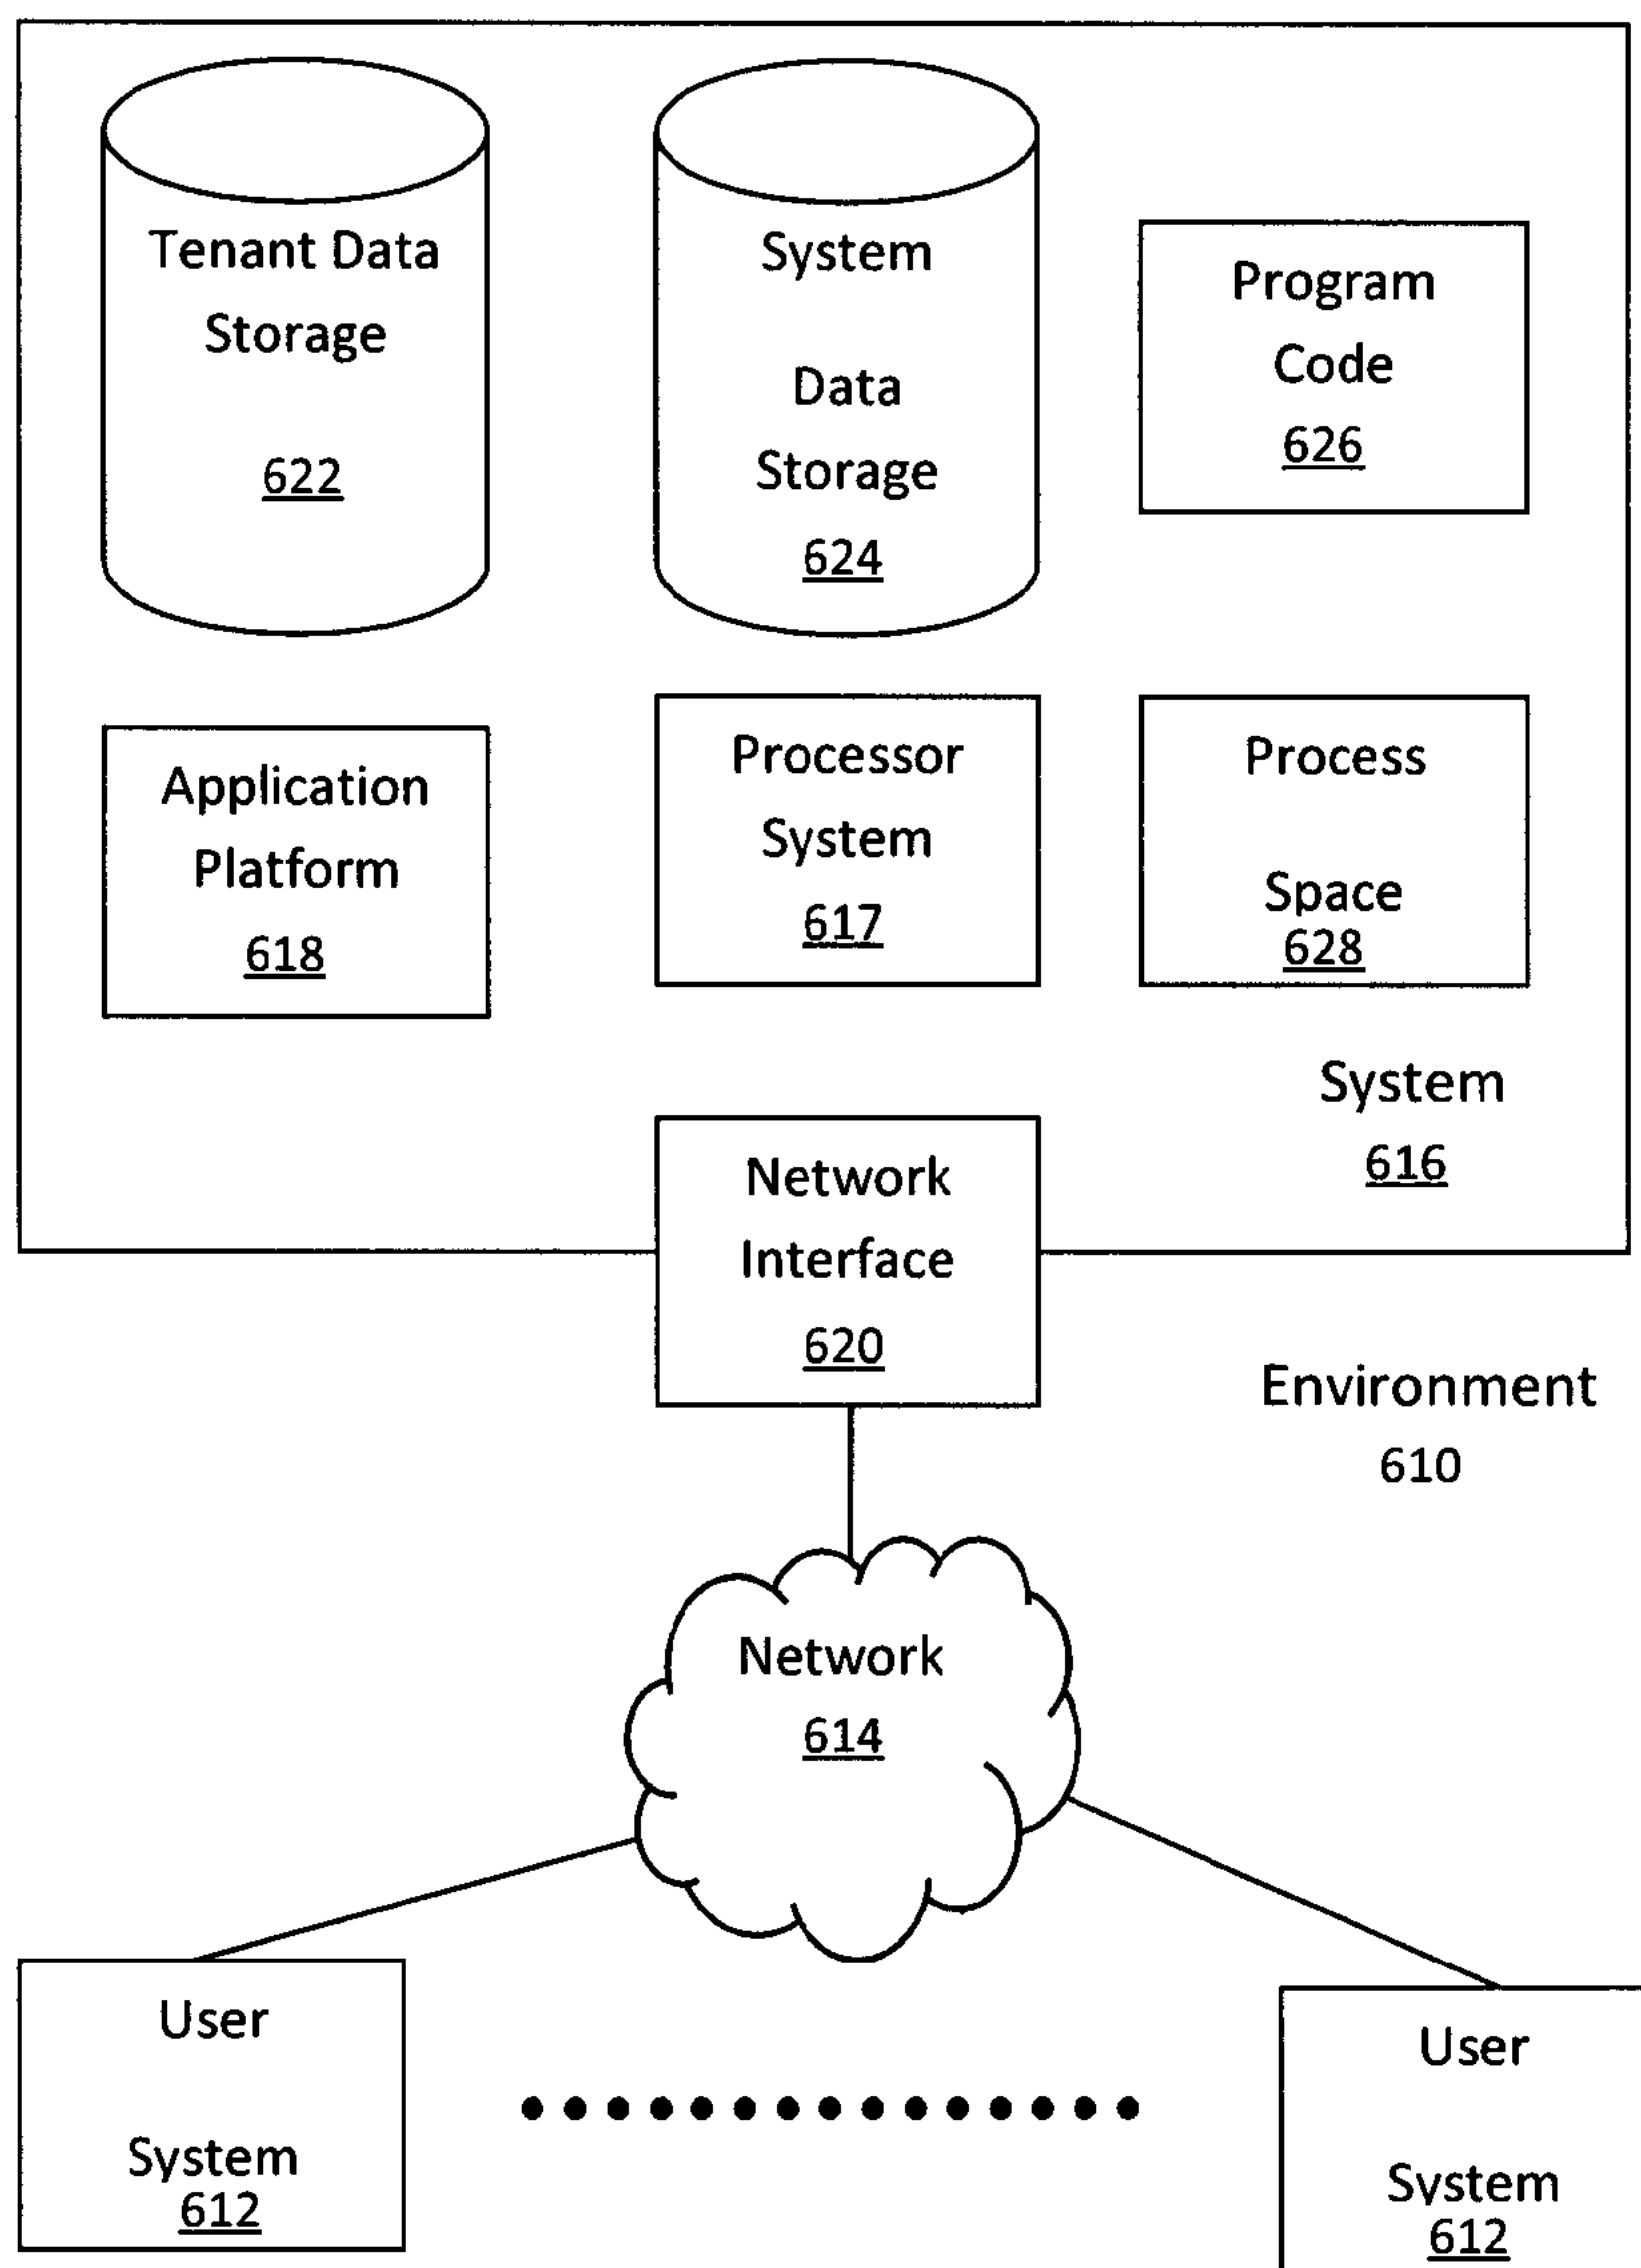 Tenant Data
Storage
622
System
Data
Storage
624
Program
Code
626
Application
Platform
618
Processor
System
617
Process
Space
628
System
616
Network
Interface
620
Environment
610
Network
614
User
System
612
User
System
612